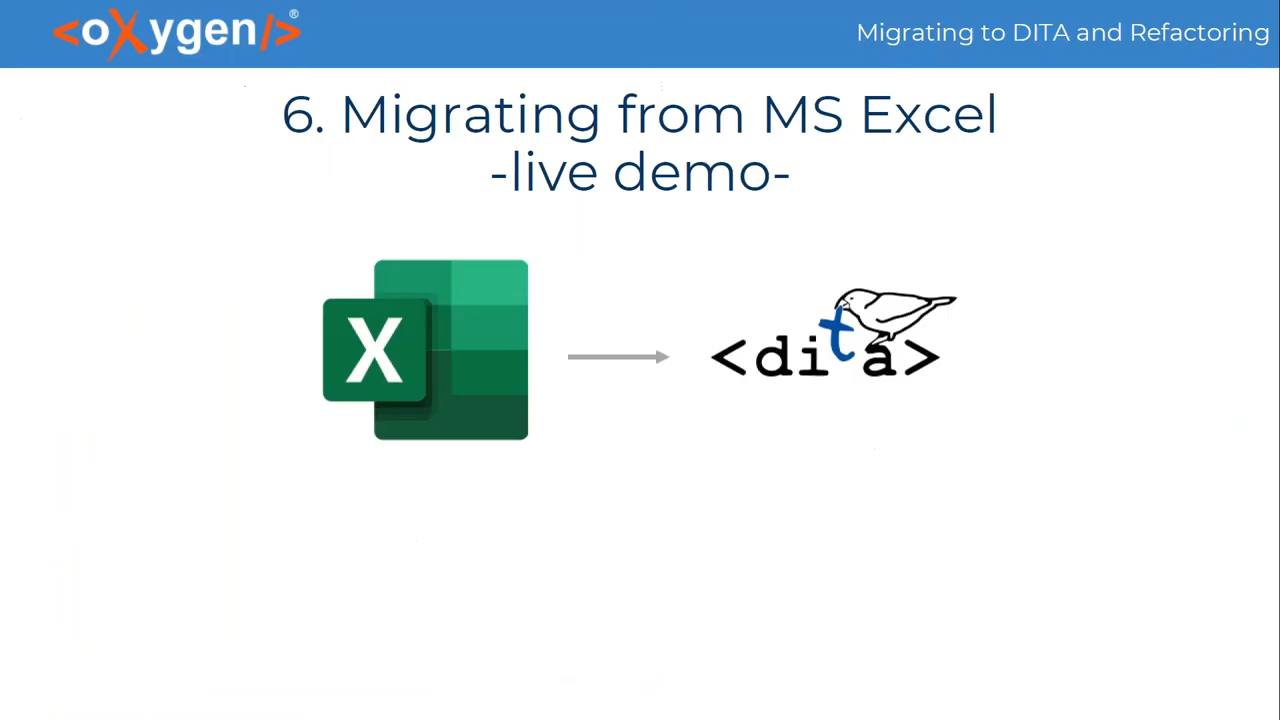 <oXygen/>®
Migrating to DITA and Refactoring
6. Migrating from MS Excel
-live demo-
X
<dita>